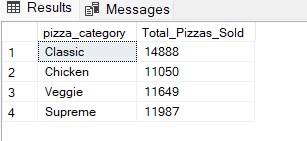 Results Messages
pizza_category Total_Pizzas_Sold
1 Classic 14888
2 Chicken 11050
3 Veggie 11649
4 Supreme 11987